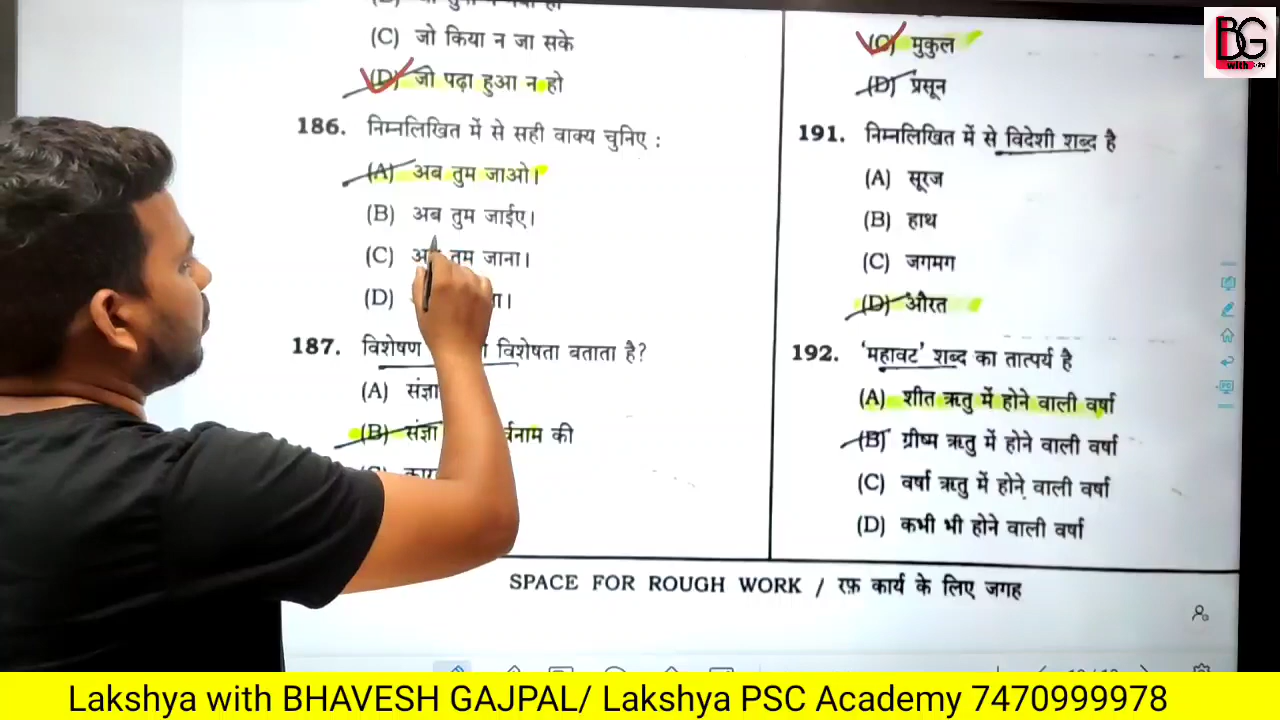 (C) जो किया न जा सके
(D) जो पढ़ा हुआ न हो
186. निम्नलिखित में से सही वाक्य चुनिए :
(A) अब तुम जाओ।
(B) अब तुम जाईए।
(C) तुम जाना।
(D)
187. विशेषण विशेषता बताता है?
(A) संज्ञा
(B) संज्ञा की
(C) मुकुल
(D) प्रसून
191. निम्नलिखित में से विदेशी शब्द है
(A) सूरज
(B) हाथ
(C) जगमग
(D) औरत
192. ‘महावट’ शब्द का तात्पर्य है
(A) शीत ऋतु में होने वाली वर्षा
(B) ग्रीष्म ऋतु में होने वाली वर्षा
(C) वर्षा ऋतु में होने वाली वर्षा
(D) कभी भी होने वाली वर्षा
SPACE FOR ROUGH WORK / रफ़ कार्य के लिए जगह
BG
with
Lakshya with BHAVESH GAJPAL/ Lakshya PSC Academy 7470999978